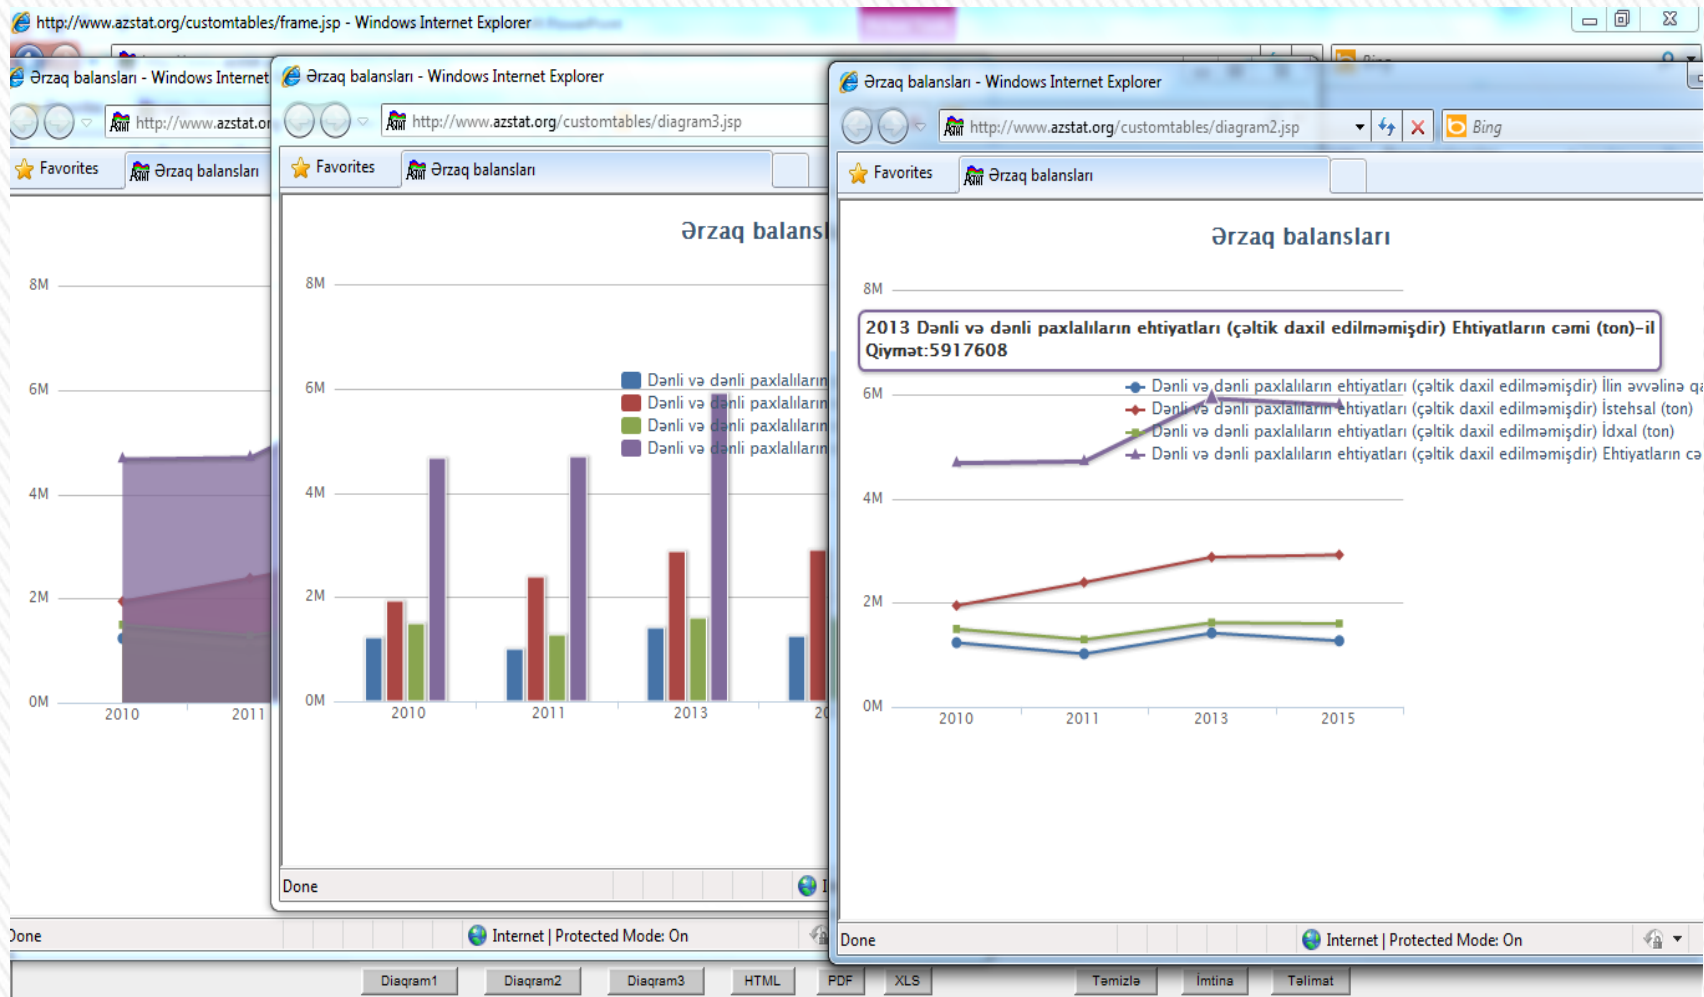 http://www.azstat.org/customtables/frame.jsp - Windows Internet Explorer
Bing
Ərzaq balansları - Windows Internet
http://www.azstat.or
Favorites
Ərzaq balansları
8M
6M
4M
2M
0M
2010
2011
Done
Internet | Protected Mode: On
Ərzaq balansları - Windows Internet Explorer
http://www.azstat.org/customtables/diagram3.jsp
Favorites
Ərzaq balansları
Ərzaq balansl
8M
6M
4M
2M
0M
Dənli və dənli paxlalıların
Dənli və dənli paxlalıların
Dənli və dənli paxlalıların
Dənli və dənli paxlalıların
2010
2011
2013
20
Done
Ərzaq balansları - Windows Internet Explorer
http://www.azstat.org/customtables/diagram2.jsp
Bing
Favorites
Ərzaq balansları
Ərzaq balansları
8M
2013 Dənli və dənli paxlalıların ehtiyatları (çəltik daxil edilməmişdir) Ehtiyatların cəmi (ton)-il
Qiymət:5917608
6M
4M
2M
0M
Dənli və dənli paxlalıların ehtiyatları (çəltik daxil edilməmişdir) İlin əvvəlinə qa
Dənli və dənli paxlalıların ehtiyatları (çəltik daxil edilməmişdir) İstehsal (ton)
Dənli və dənli paxlalıların ehtiyatları (çəltik daxil edilməmişdir) İdxal (ton)
Dənli və dənli paxlalıların ehtiyatları (çəltik daxil edilməmişdir) Ehtiyatların cə
2010
2011
2013
2015
Done
Internet | Protected Mode: On
Diaqram1
Diaqram2
Diaqram3
HTML
PDF
XLS
Təmizlə
İmtina
Təlimat